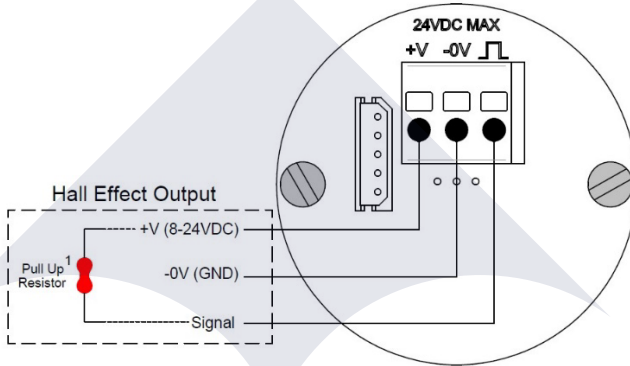 24VDC MAX
+V -0V
Hall Effect Output
+V (8-24VDC)
Pull Up 1
Resistor
-0V (GND)
Signal